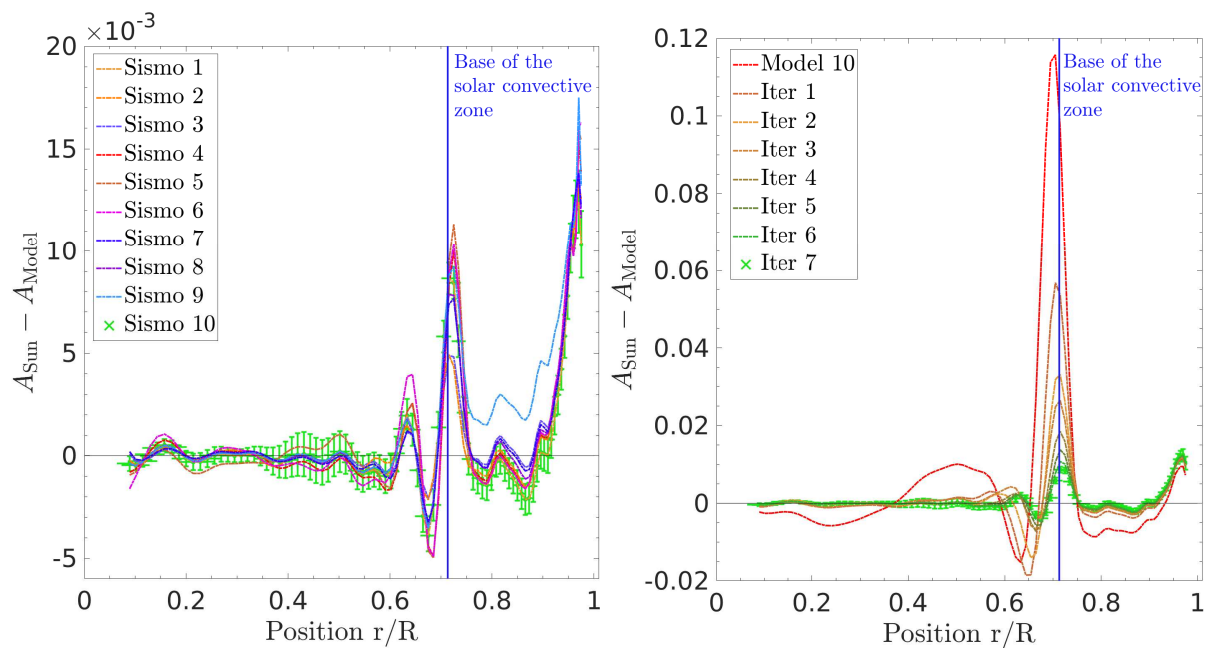 ×10⁻³
20
15
10
5
0
-5
A_Sun − A_Model
Sismo 1
Sismo 2
Sismo 3
Sismo 4
Sismo 5
Sismo 6
Sismo 7
Sismo 8
Sismo 9
Sismo 10
Base of the
solar convective
zone
0 0.2 0.4 0.6 0.8 1
Position r/R
0.12
0.1
0.08
0.06
0.04
0.02
0
-0.02
A_Sun − A_Model
Model 10
Iter 1
Iter 2
Iter 3
Iter 4
Iter 5
Iter 6
Iter 7
Base of the
solar convective
zone
0 0.2 0.4 0.6 0.8 1
Position r/R